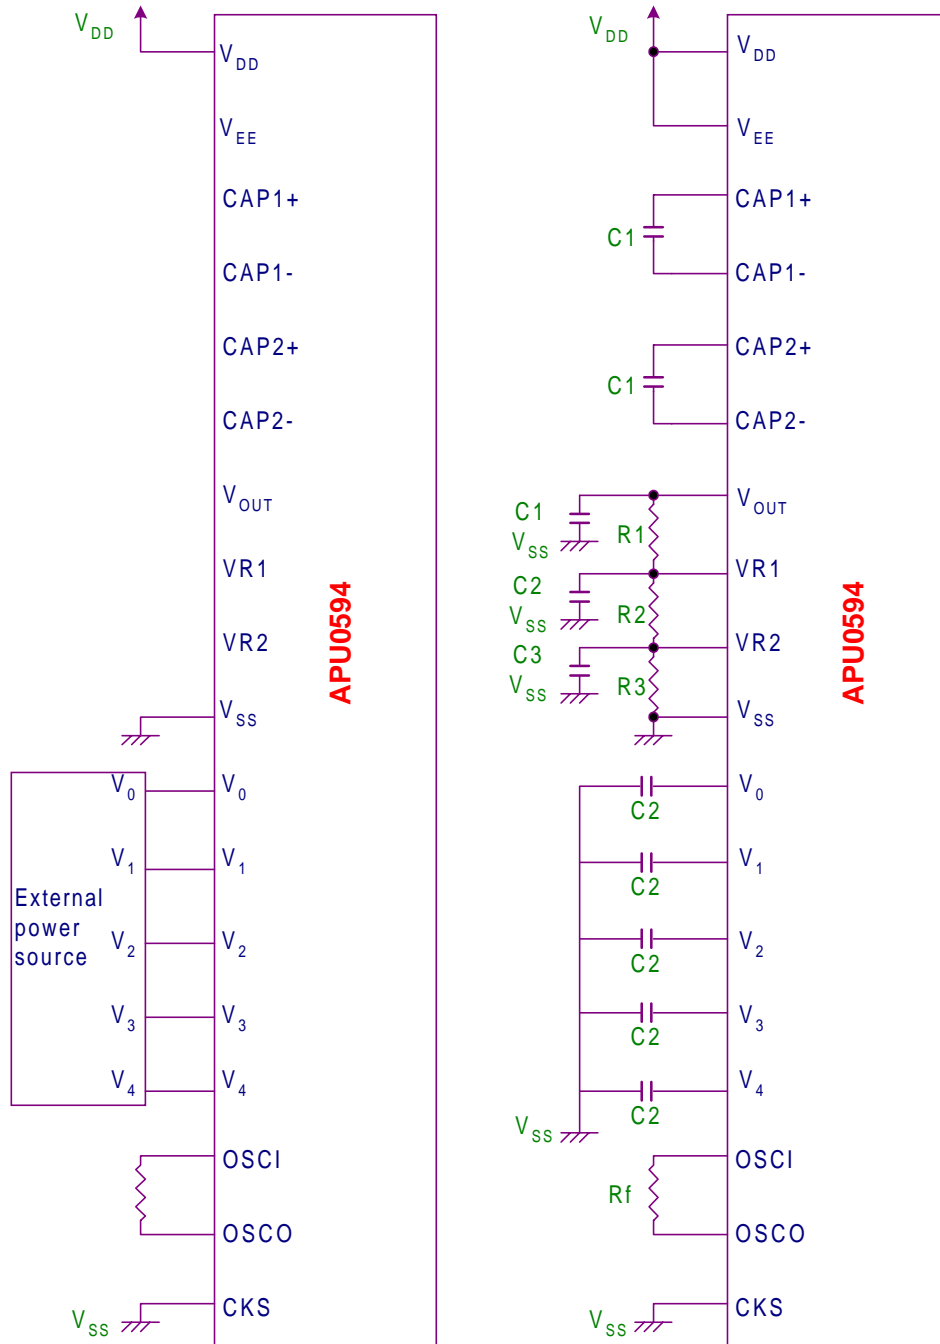 VDD
VDD
VEE
CAP1+
CAP1-
CAP2+
CAP2-
VOUT
VR1
VR2
VSS
APU0594
V0
V0
V1
V1
External
power
source
V2
V2
V3
V3
V4
V4
OSCI
OSCO
CKS
VSS
VDD
VDD
VEE
CAP1+
C1
CAP1-
CAP2+
C1
CAP2-
VOUT
C1
VSS
R1
VR1
C2
VSS
R2
VR2
C3
VSS
R3
VSS
APU0594
V0
C2
V1
C2
V2
C2
V3
C2
V4
C2
VSS
OSCI
Rf
OSCO
CKS
VSS